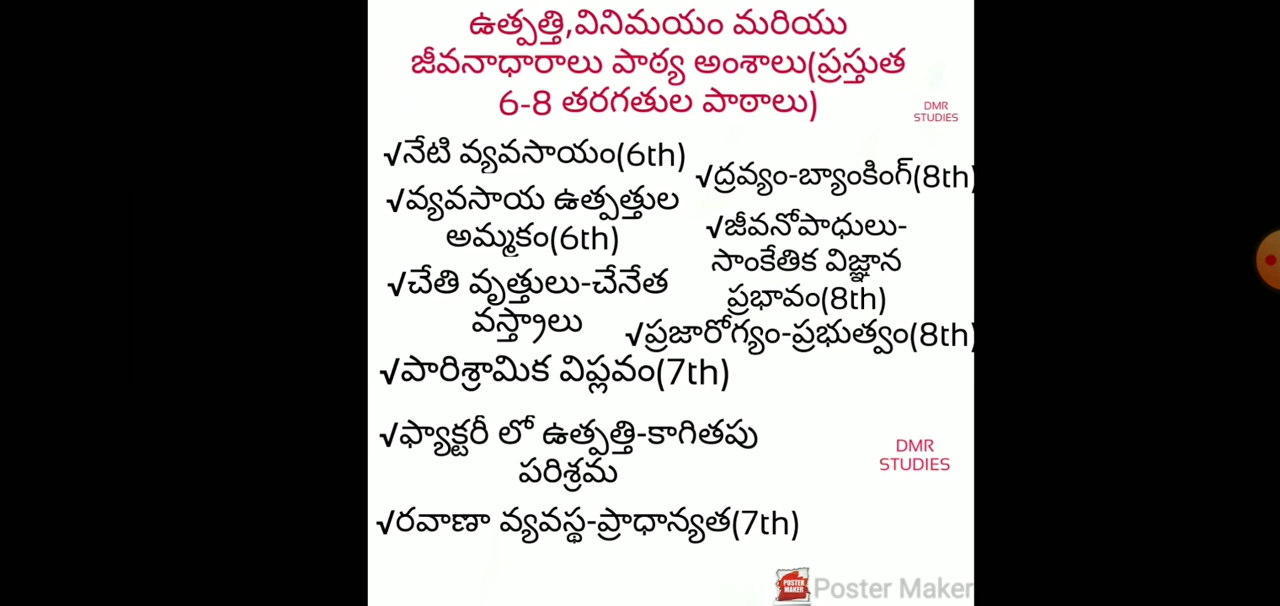 ఉత్పత్తి,వినిమయం మరియు
జీవనాధారాలు పాఠ్య అంశాలు(ప్రస్తుత
6-8 తరగతుల పాఠాలు)
DMR
STUDIES
√నేటి వ్యవసాయం(6th)
√వ్యవసాయ ఉత్పత్తుల
అమ్మకం(6th)
√చేతి వృత్తులు-చేనేత
వస్త్రాలు
√పారిశ్రామిక విప్లవం(7th)
√ఫ్యాక్టరీ లో ఉత్పత్తి-కాగితపు
పరిశ్రమ
√రవాణా వ్యవస్థ-ప్రాధాన్యత(7th)
√ద్రవ్యం-బ్యాంకింగ్(8th)
√జీవనోపాధులు-
సాంకేతిక విజ్ఞాన
ప్రభావం(8th)
√ప్రజారోగ్యం-ప్రభుత్వం(8th)
DMR
STUDIES
POSTER
MAKER
Poster Maker